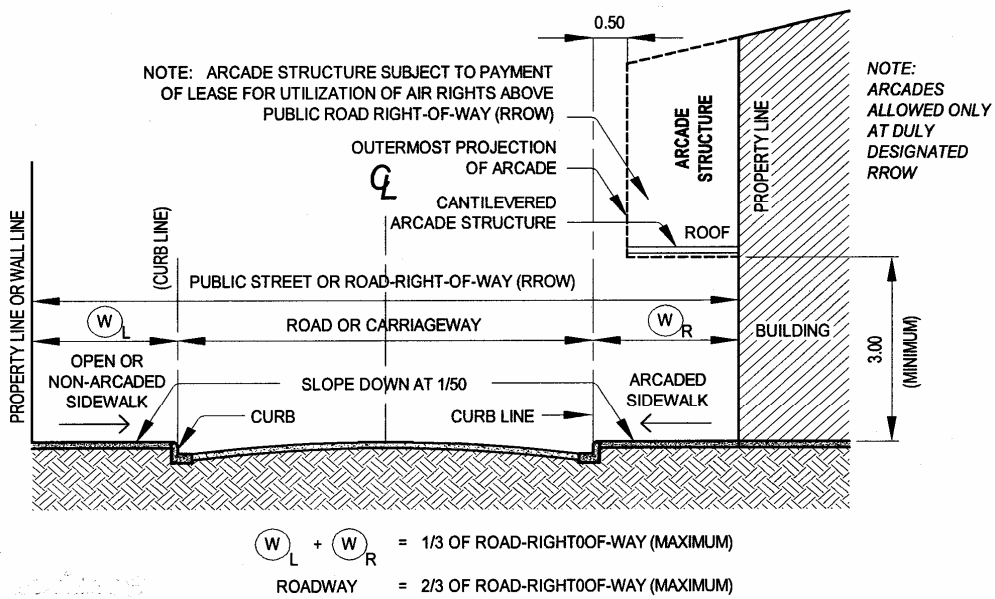 0.50
NOTE: ARCADE STRUCTURE SUBJECT TO PAYMENT
OF LEASE FOR UTILIZATION OF AIR RIGHTS ABOVE
PUBLIC ROAD RIGHT-OF-WAY (RROW)
OUTERMOST PROJECTION
OF ARCADE
CL
CANTILEVERED
ARCADE STRUCTURE
ARCADE
STRUCTURE
ROOF
PROPERTY LINE
NOTE:
ARCADES
ALLOWED ONLY
AT DULY
DESIGNATED
RROW
PROPERTY LINE OR WALL LINE
(CURB LINE)
PUBLIC STREET OR ROAD-RIGHT-OF-WAY (RROW)
W L
ROAD OR CARRIAGEWAY
W R
BUILDING
3.00
(MINIMUM)
OPEN OR
NON-ARCADED
SIDEWALK
SLOPE DOWN AT 1/50
ARCADED
SIDEWALK
CURB
CURB LINE
W L + W R = 1/3 OF ROAD-RIGHT0OF-WAY (MAXIMUM)
ROADWAY = 2/3 OF ROAD-RIGHT0OF-WAY (MAXIMUM)